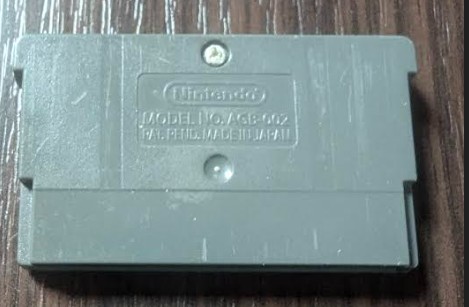 Nintendo
MODEL NO. AGB-002
PAT. PEND. MADE IN JAPAN